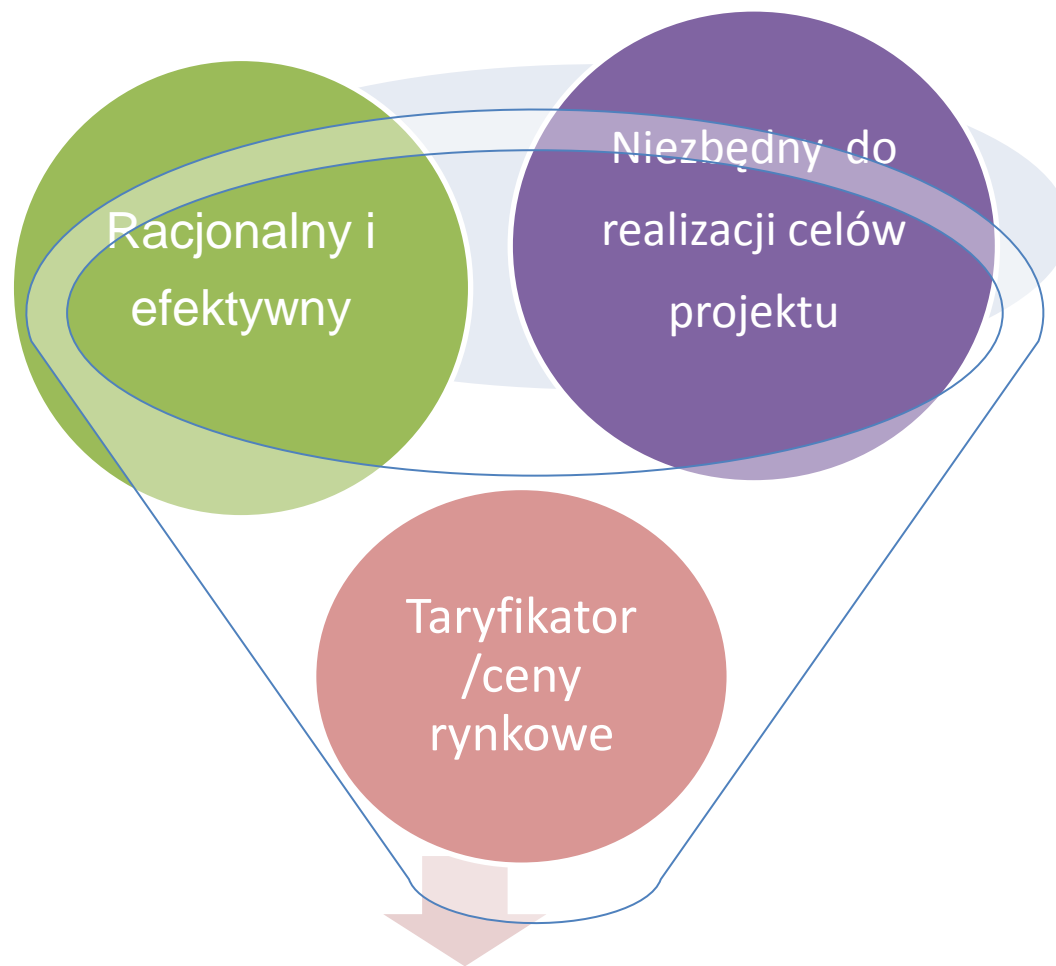 Racjonalny i
efektywny
Niezbędny do
realizacji celów
projektu
Taryfikator
/ceny
rynkowe